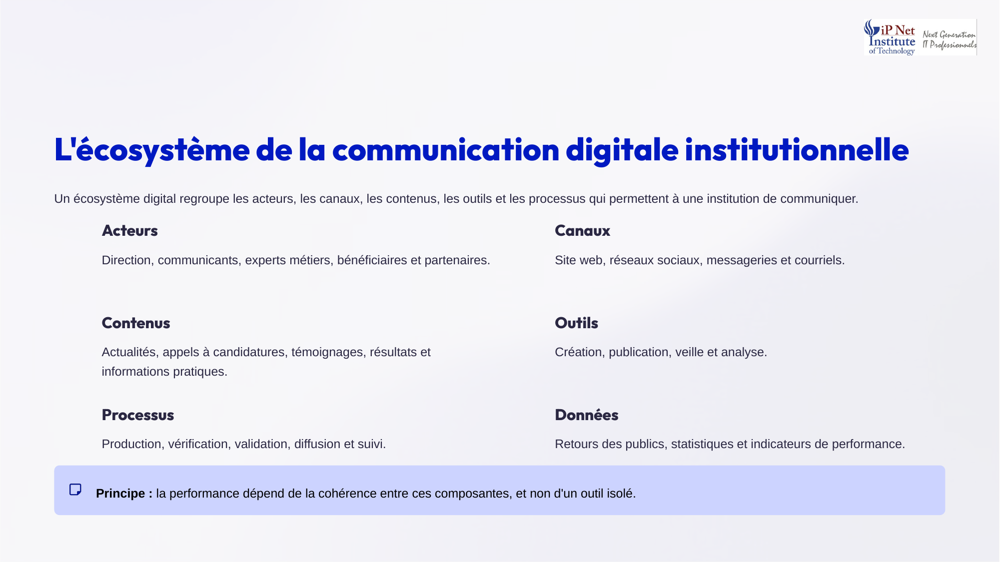 iP Net
Institute
of Technology
Next Generation
IT Professionnels
L'écosystème de la communication digitale institutionnelle
Un écosystème digital regroupe les acteurs, les canaux, les contenus, les outils et les processus qui permettent à une institution de communiquer.
Acteurs
Direction, communicants, experts métiers, bénéficiaires et partenaires.
Canaux
Site web, réseaux sociaux, messageries et courriels.
Contenus
Actualités, appels à candidatures, témoignages, résultats et
informations pratiques.
Outils
Création, publication, veille et analyse.
Processus
Production, vérification, validation, diffusion et suivi.
Données
Retours des publics, statistiques et indicateurs de performance.
Principe : la performance dépend de la cohérence entre ces composantes, et non d'un outil isolé.